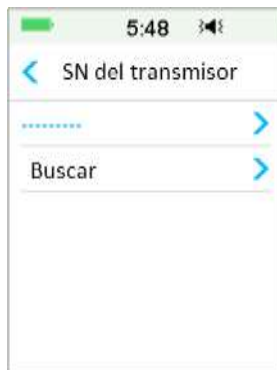 5:48
SN del transmisor
---------
Buscar